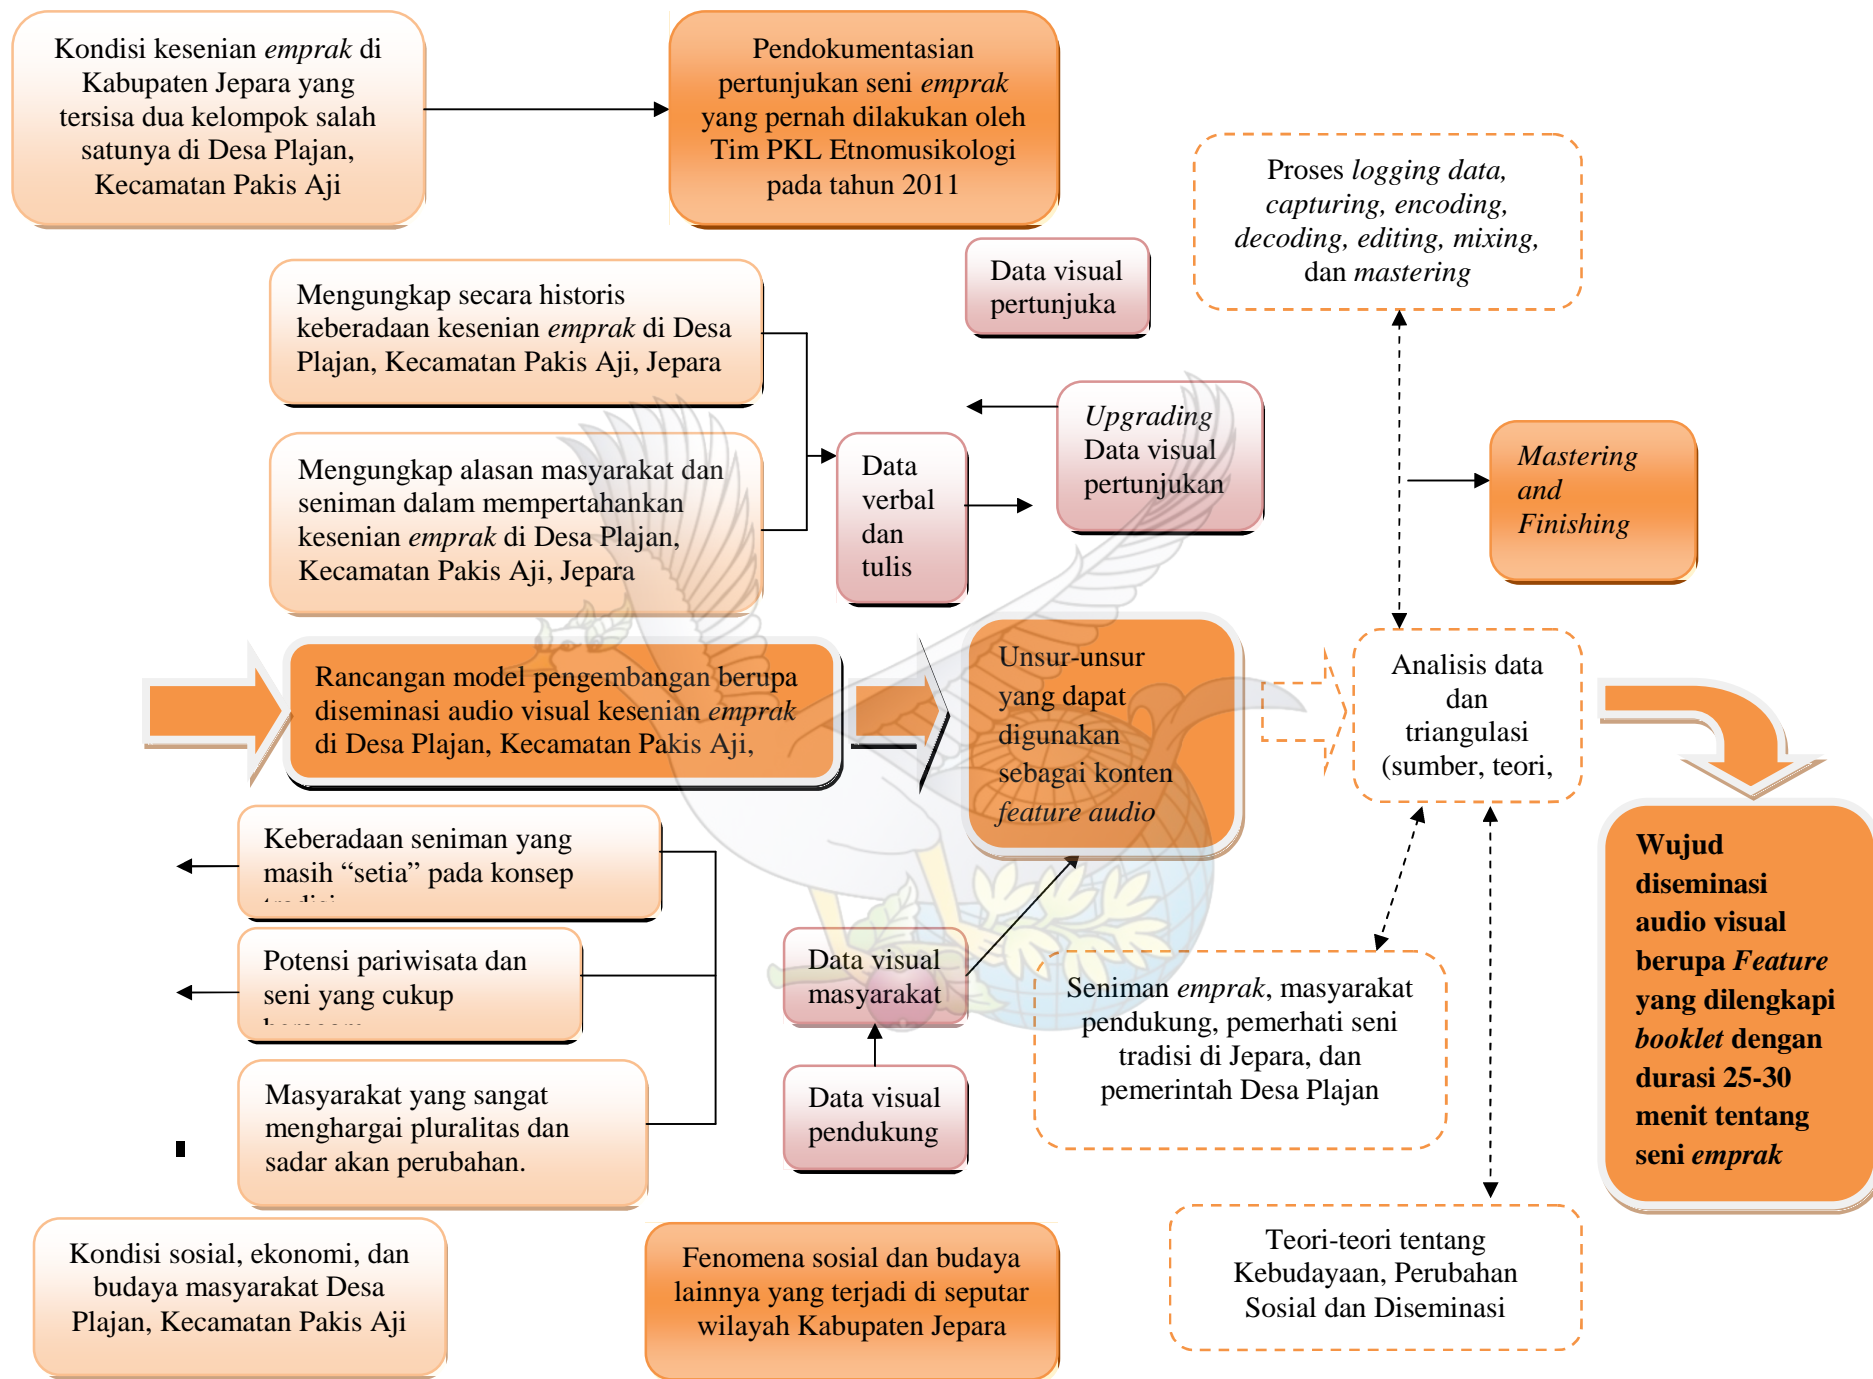 Kondisi kesenian emprak di
Kabupaten Jepara yang
tersisa dua kelompok salah
satunya di Desa Plajan,
Kecamatan Pakis Aji
Pendokumentasian
pertunjukan seni emprak
yang pernah dilakukan oleh
Tim PKL Etnomusikologi
pada tahun 2011
Proses logging data,
capturing, encoding,
decoding, editing, mixing,
dan mastering
Data visual
pertunjuka
Mengungkap secara historis
keberadaan kesenian emprak di Desa
Plajan, Kecamatan Pakis Aji, Jepara
Upgrading
Data visual
pertunjukan
Mengungkap alasan masyarakat dan
seniman dalam mempertahankan
kesenian emprak di Desa Plajan,
Kecamatan Pakis Aji, Jepara
Data
verbal
dan
tulis
Mastering
and
Finishing
Rancangan model pengembangan berupa
diseminasi audio visual kesenian emprak
di Desa Plajan, Kecamatan Pakis Aji,
Unsur-unsur
yang dapat
digunakan
sebagai konten
feature audio
Analisis data
dan
triangulasi
(sumber, teori,
Keberadaan seniman yang
masih “setia” pada konsep
Potensi pariwisata dan
seni yang cukup
Masyarakat yang sangat
menghargai pluralitas dan
sadar akan perubahan.
Data visual
masyarakat
Data visual
pendukung
Seniman emprak, masyarakat
pendukung, pemerhati seni
tradisi di Jepara, dan
pemerintah Desa Plajan
Wujud
diseminasi
audio visual
berupa Feature
yang dilengkapi
booklet dengan
durasi 25-30
menit tentang
seni emprak
Kondisi sosial, ekonomi, dan
budaya masyarakat Desa
Plajan, Kecamatan Pakis Aji
Fenomena sosial dan budaya
lainnya yang terjadi di seputar
wilayah Kabupaten Jepara
Teori-teori tentang
Kebudayaan, Perubahan
Sosial dan Diseminasi